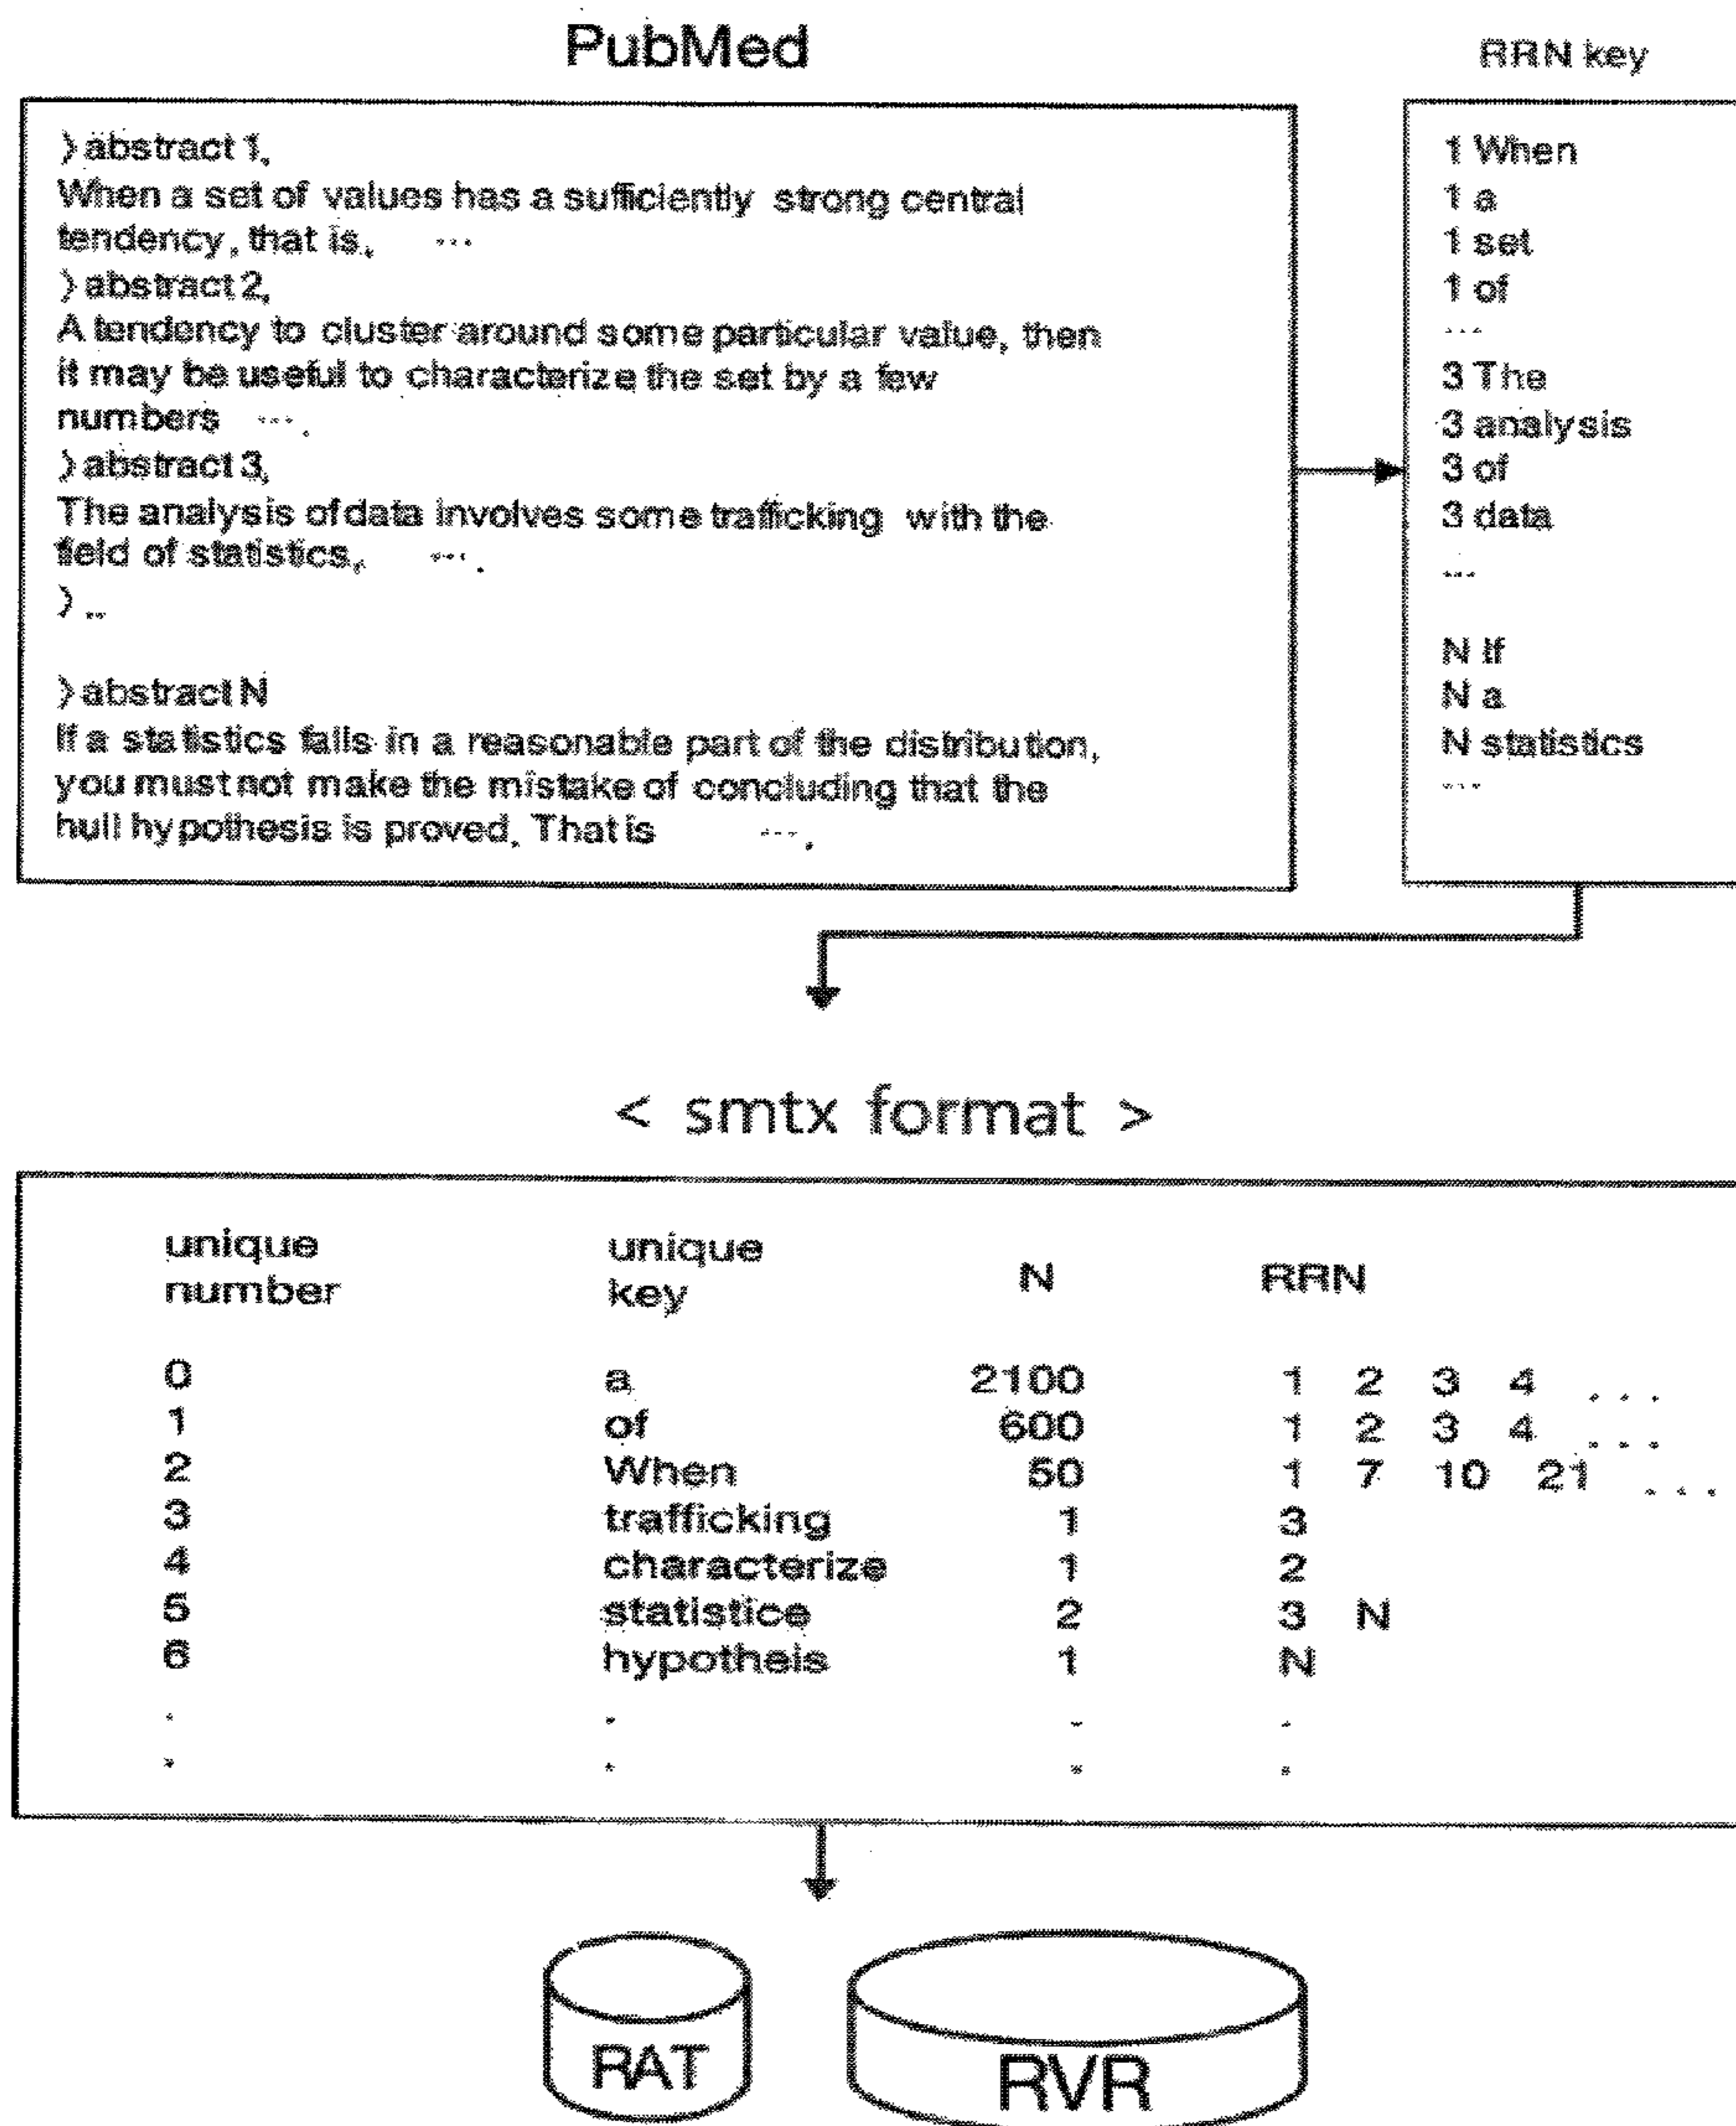 PubMed
RRN key
⟩abstract 1,
When a set of values has a sufficiently strong central
tendency, that is, ...
⟩abstract 2,
A tendency to cluster around some particular value, then
it may be useful to characterize the set by a few
numbers ....
⟩abstract 3,
The analysis of data involves some trafficking with the
field of statistics, ....
⟩ ..
⟩abstract N
If a statistics falls in a reasonable part of the distribution,
you must not make the mistake of concluding that the
hull hypothesis is proved. That is ....
1 When
1 a
1 set
1 of
...
3 The
3 analysis
3 of
3 data
...
N If
N a
N statistics
...
< smtx format >
unique number unique key N RRN
0 a 2100 1 2 3 4 ...
1 of 600 1 2 3 4 ...
2 When 50 1 7 10 21 ...
3 trafficking 1 3
4 characterize 1 2
5 statistice 2 3 N
6 hypotheis 1 N
. . . .
. . . .
RAT RVR